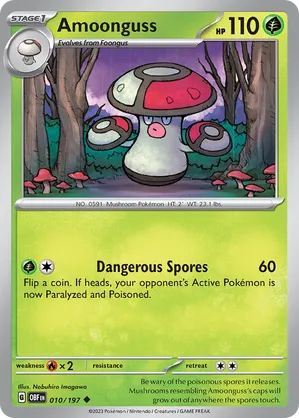 STAGE 1
Amoonguss
HP 110
Evolves from Foongus
NO. 0591 Mushroom Pokémon HT: 2' WT: 23.1 lbs.
Dangerous Spores 60
Flip a coin. If heads, your opponent's Active Pokémon is
now Paralyzed and Poisoned.
weakness ×2 resistance retreat
Illus. Nobuhiro Imagawa
G OBF EN 010/197
Be wary of the poisonous spores it releases.
Mushrooms resembling Amoonguss's caps will
grow out of anywhere the spores touch.
©2023 Pokémon / Nintendo / Creatures / GAME FREAK